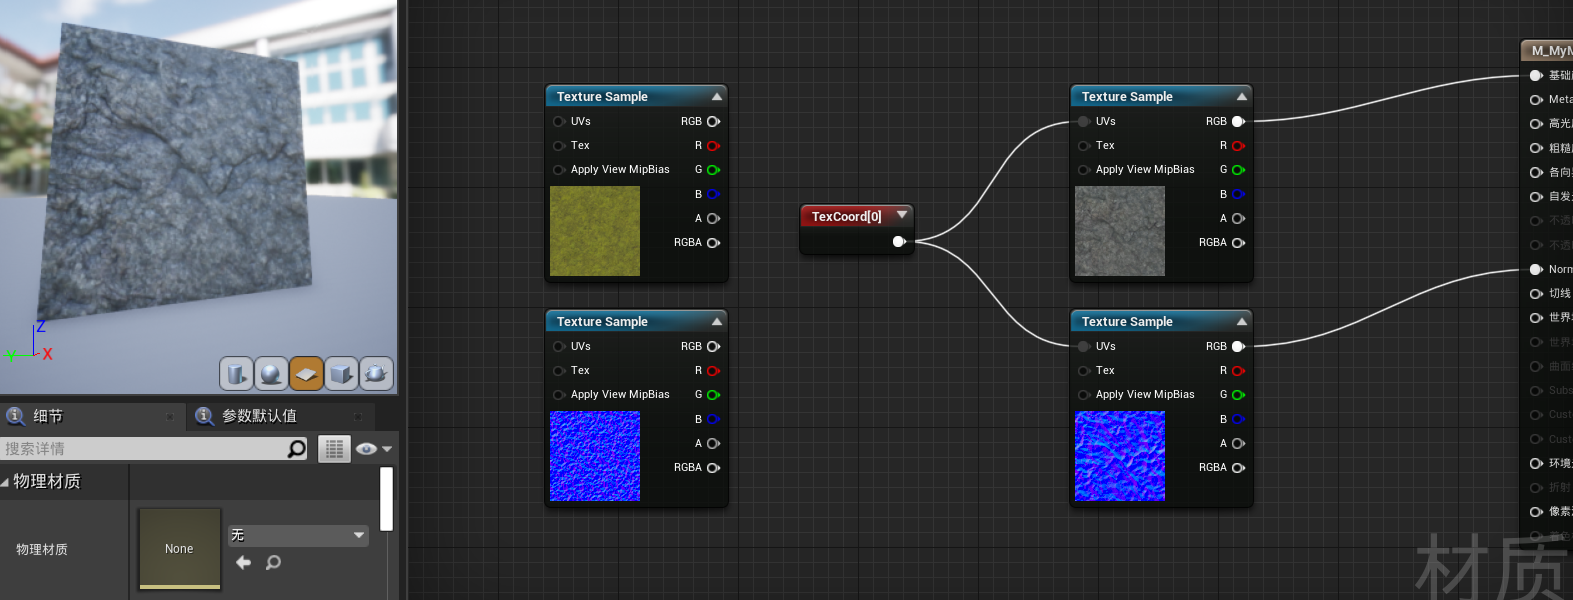 Z
Y
X
细节
参数默认值
搜索详情
物理材质
物理材质
None
无
Texture Sample
UVs
RGB
Tex
R
Apply View MipBias
G
B
A
RGBA
Texture Sample
UVs
RGB
Tex
R
Apply View MipBias
G
B
A
RGBA
TexCoord[0]
Texture Sample
UVs
RGB
Tex
R
Apply View MipBias
G
B
A
RGBA
Texture Sample
UVs
RGB
Tex
R
Apply View MipBias
G
B
A
RGBA
M_MyM
基础
Meta
高光
粗糙
各向
自发
不透
不透
Norm
切线
世界
世界
曲面
Subs
Cust
Cust
环境
折射
像素
着色
材质